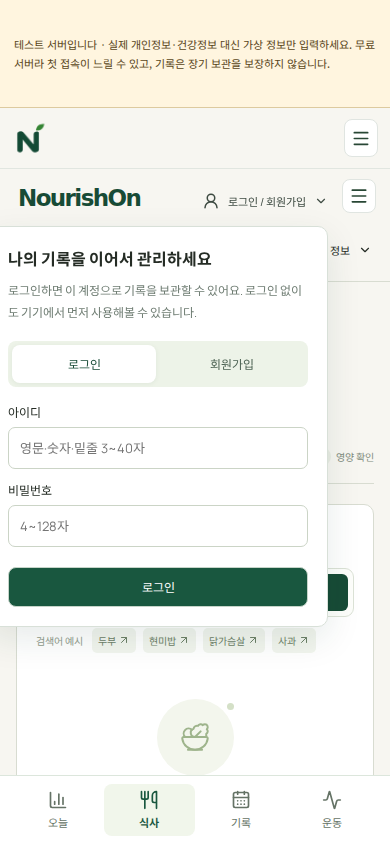 테스트 서버입니다 · 실제 개인정보·건강정보 대신 가상 정보만 입력하세요. 무료
서버라 첫 접속이 느릴 수 있고, 기록은 장기 보관을 보장하지 않습니다.
N
NourishOn
로그인 / 회원가입
정보
나의 기록을 이어서 관리하세요
로그인하면 이 계정으로 기록을 보관할 수 있어요. 로그인 없이
도 기기에서 먼저 사용해볼 수 있습니다.
로그인 회원가입
아이디
영문·숫자·밑줄 3~40자
영양 확인
비밀번호
4~128자
로그인
검색어 예시 두부 현미밥 닭가슴살 사과
오늘 식사 기록 운동